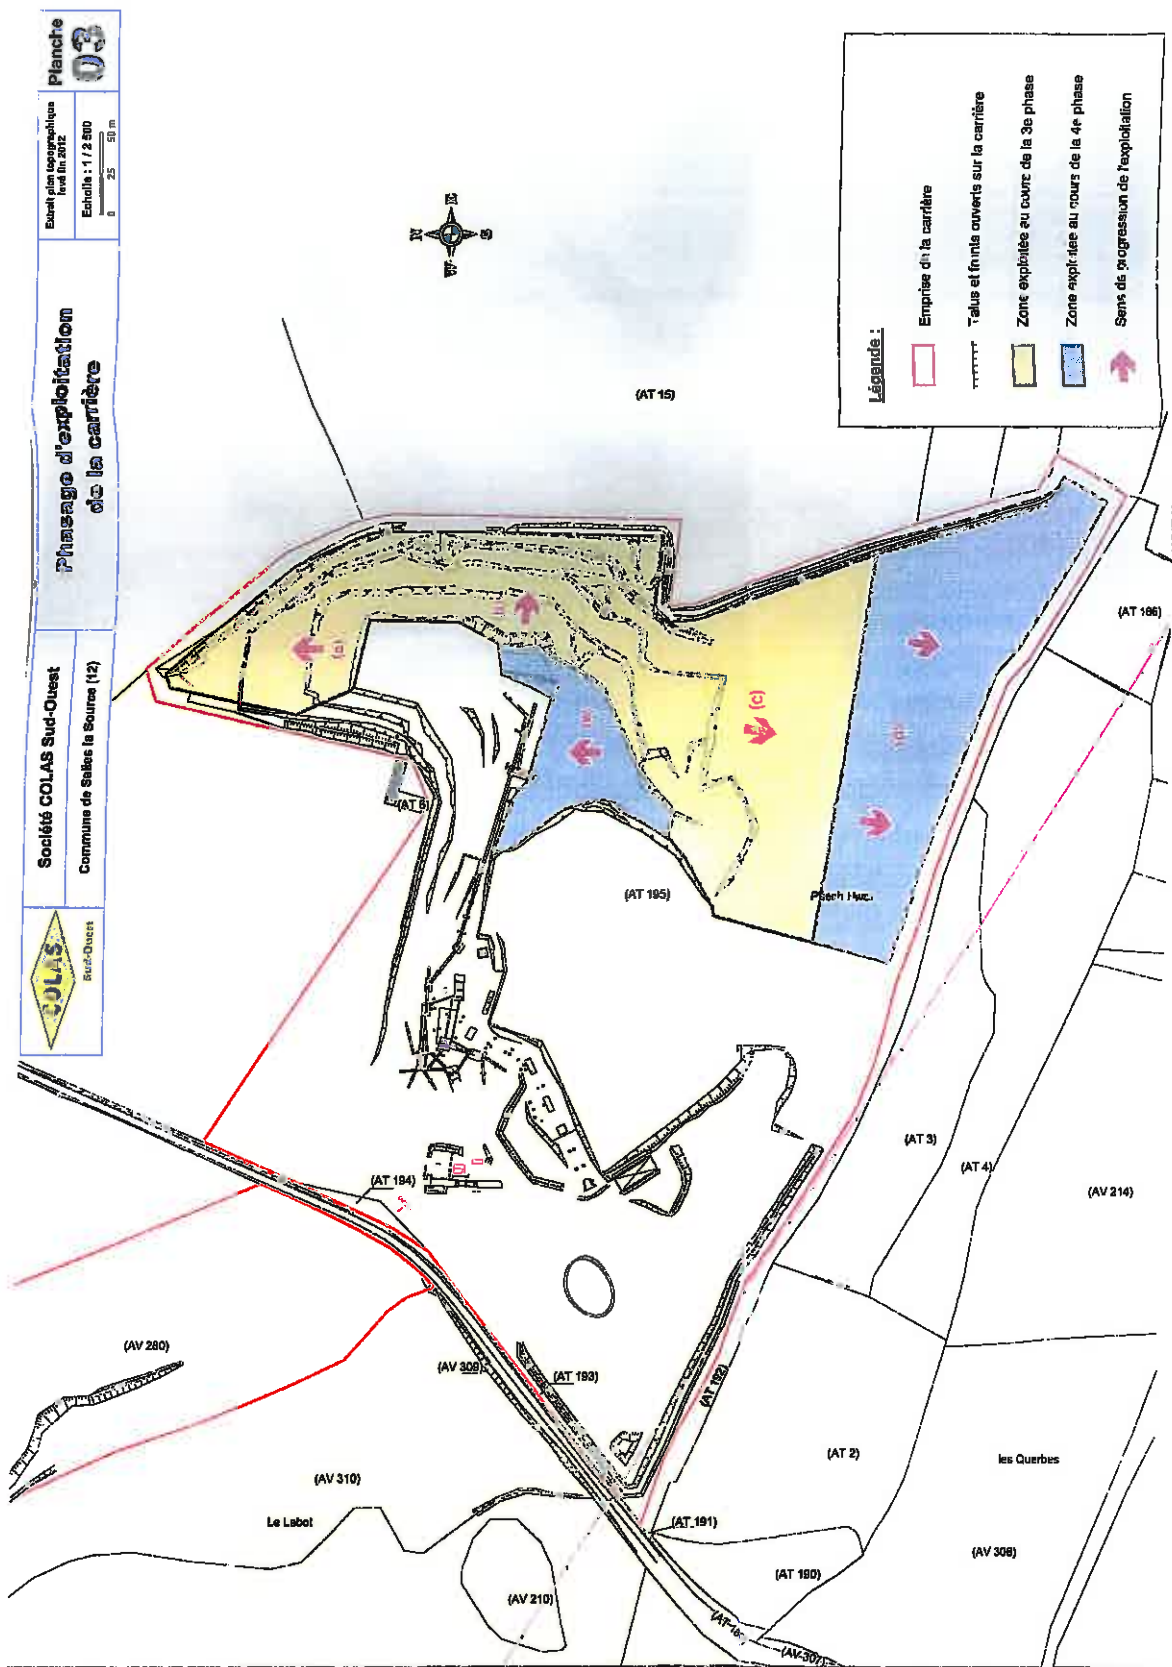 COLAS
Sud-Ouest
Société COLAS Sud-Ouest
Commune de Salles la Source (12)
Phasage d'exploitation
de la carrière
Extrait plan topographique
levé fin 2012
Echelle : 1 / 2 500
0 25 50 m
Planche
03
N
W E
S
Légende :
Emprise de la carrière
Talus et fronts ouverts sur la carrière
Zone exploitée au cours de la 3e phase
Zone exploitée au cours de la 4e phase
Sens de progression de l'exploitation
(AT 15)
(a)
(c)
(AT 6)
(AT 195)
(AT 186)
(AT 194)
(AT 3)
(AT 4)
(AV 214)
(AV 280)
(AV 309)
(AT 193)
(AT 192)
(AV 310)
Le Labot
(AT 2)
les Querbes
(AT 191)
(AT 190)
(AV 308)
(AV 210)
(AV 307)